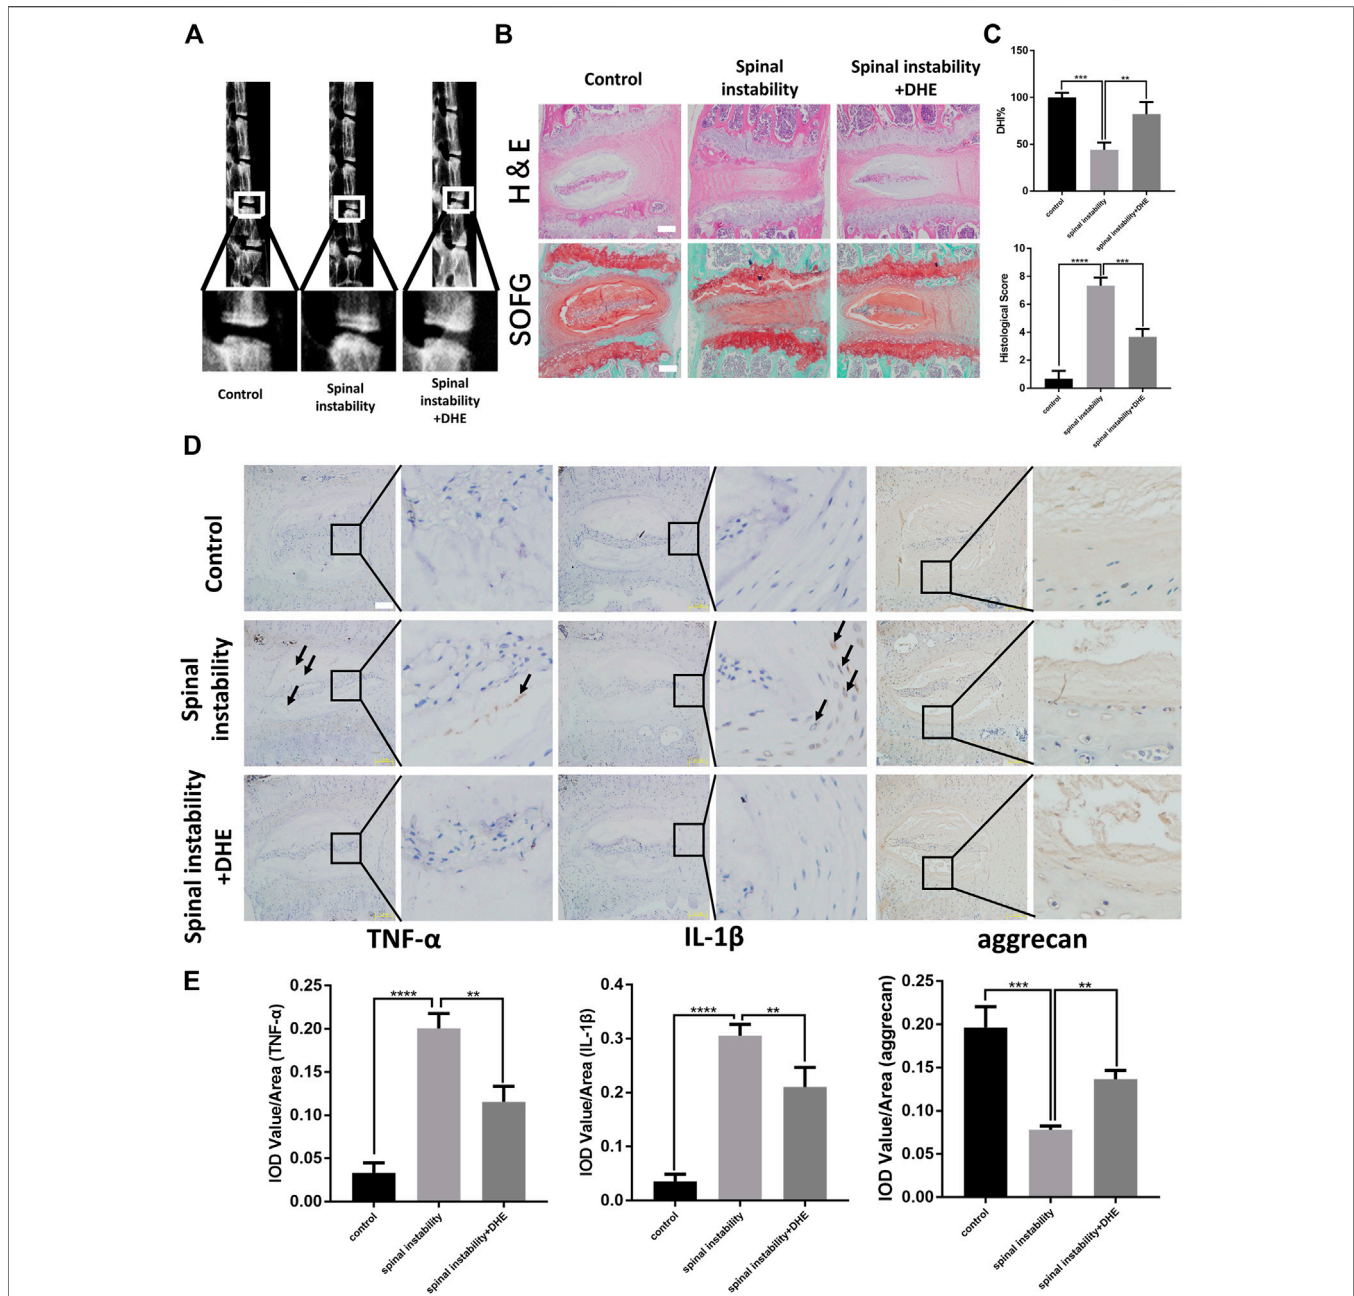 A
B
C
Control
Spinal
instability
Spinal instability
+DHE
H & E
SOFG
Control
Spinal
instability
Spinal
instability
+DHE
150
100
50
0
DHI%
***
**
control
spinal instability
spinal instability+DHE
10
8
6
4
2
0
Histological Score
****
***
control
spinal instability
spinal instability+DHE
D
Control
Spinal
instability
Spinal instability
+DHE
TNF-α
IL-1β
aggrecan
E
0.25
0.20
0.15
0.10
0.05
0.00
IOD Value/Area (TNF-α)
****
**
control
spinal instability
spinal instability+DHE
0.4
0.3
0.2
0.1
0.0
IOD Value/Area (IL-1β)
****
**
control
spinal instability
spinal instability+DHE
0.25
0.20
0.15
0.10
0.05
0.00
IOD Value/Area (aggrecan)
***
**
control
spinal instability
spinal instability+DHE